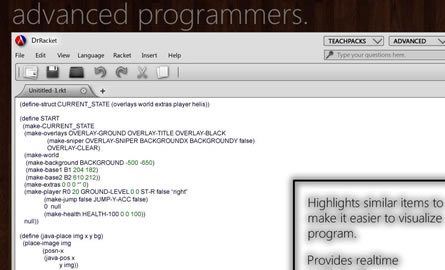 advanced programmers.
DrRacket
TEACHPACKS ADVANCED
File Edit View Language Racket Insert Help
Type your questions here.
Untitled-1.rkt
(define-struct CURRENT_STATE (overlays world extras player helis))
(define START
(make-CURRENT_STATE
(make-overlays OVERLAY-GROUND OVERLAY-TITLE OVERLAY-BLACK
(make-sniper OVERLAY-SNIPER BACKGROUNDX BACKGROUNDY false)
OVERLAY-CLEAR)
(make-world
(make-background BACKGROUND -500 -650)
(make-base1 B1 204 182)
(make-base2 B2 610 212))
(make-extras 0 0 0 "" 0)
(make-player R0 20 GROUND-LEVEL 0 0 ST-R false "right"
(make-jump false JUMP-Y-ACC false)
0 null
(make-health HEALTH-100 0 0 100))
null))
(define (java-place img x y bg)
(place-image img
(posn-x
(java-pos x
y img))
Highlights similar items to
make it easier to visualize
program.
Provides realtime